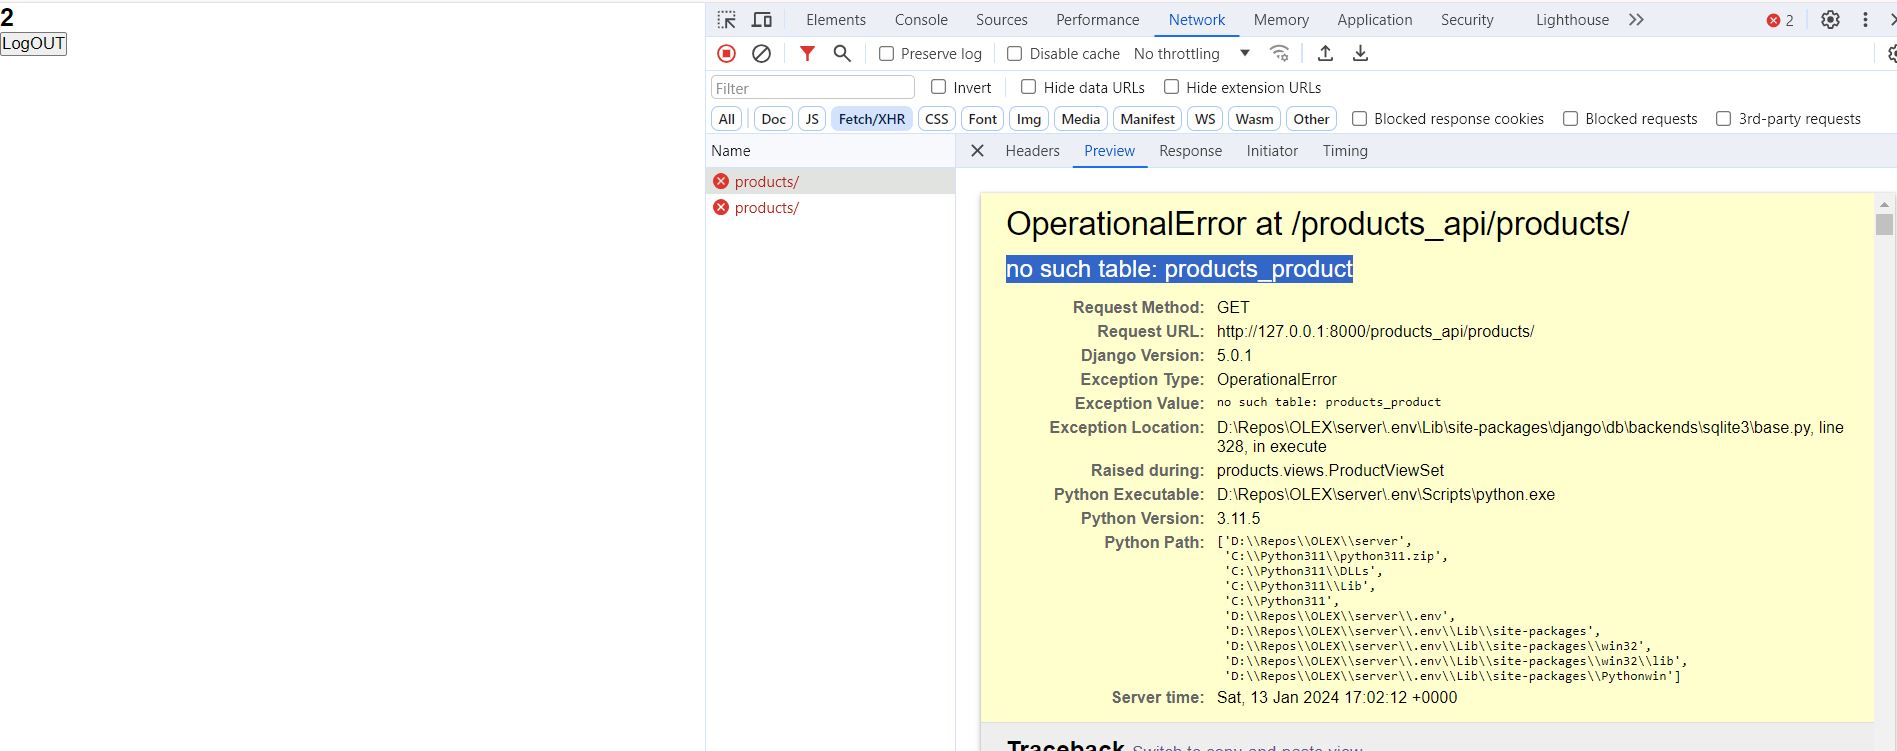 2
LogOUT
Elements Console Sources Performance Network Memory Application Security Lighthouse 2
Preserve log Disable cache No throttling
Filter Invert Hide data URLs Hide extension URLs
All Doc JS Fetch/XHR CSS Font Img Media Manifest WS Wasm Other Blocked response cookies Blocked requests 3rd-party requests
Name
products/
products/
Headers Preview Response Initiator Timing
OperationalError at /products_api/products/
no such table: products_product
Request Method: GET
Request URL: http://127.0.0.1:8000/products_api/products/
Django Version: 5.0.1
Exception Type: OperationalError
Exception Value: no such table: products_product
Exception Location: D:\Repos\OLEX\server\.env\Lib\site-packages\django\db\backends\sqlite3\base.py, line
328, in execute
Raised during: products.views.ProductViewSet
Python Executable: D:\Repos\OLEX\server\.env\Scripts\python.exe
Python Version: 3.11.5
Python Path: ['D:\\Repos\\OLEX\\server',
'C:\\Python311\\python311.zip',
'C:\\Python311\\DLLs',
'C:\\Python311\\Lib',
'C:\\Python311',
'D:\\Repos\\OLEX\\server\\.env',
'D:\\Repos\\OLEX\\server\\.env\\Lib\\site-packages',
'D:\\Repos\\OLEX\\server\\.env\\Lib\\site-packages\\win32',
'D:\\Repos\\OLEX\\server\\.env\\Lib\\site-packages\\win32\\lib',
'D:\\Repos\\OLEX\\server\\.env\\Lib\\site-packages\\Pythonwin']
Server time: Sat, 13 Jan 2024 17:02:12 +0000
Traceback Switch to copy-and-paste view